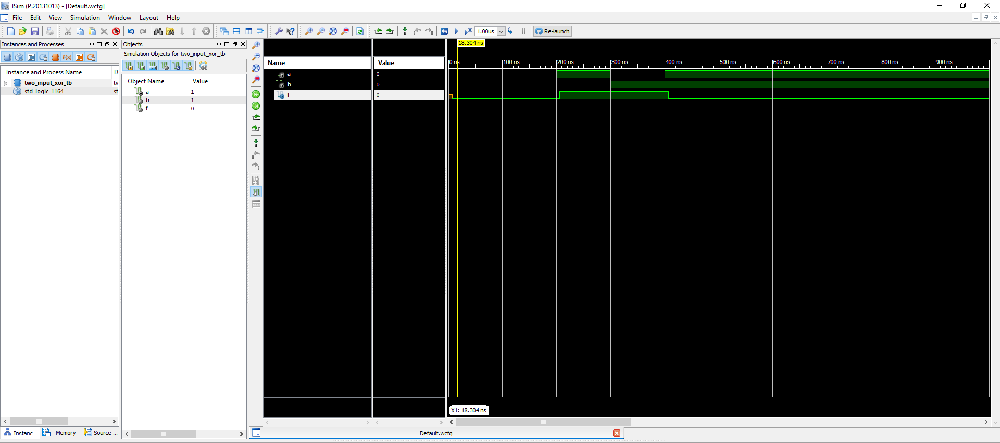 ISim (P.20131013) - [Default.wcfg]
File Edit View Simulation Window Layout Help
1.00us
Re-launch
Instances and Processes
Instance and Process Name D
two_input_xor_tb tv
std_logic_1164 st
Instanc...
Memory
Source ...
Objects
Simulation Objects for two_input_xor_tb
Object Name Value
a 1
b 1
f 0
Name Value
a 0
b 0
f 0
18.304 ns
0 ns 100 ns 200 ns 300 ns 400 ns 500 ns 600 ns 700 ns 800 ns 900 ns
X1: 18.304 ns
Default.wcfg